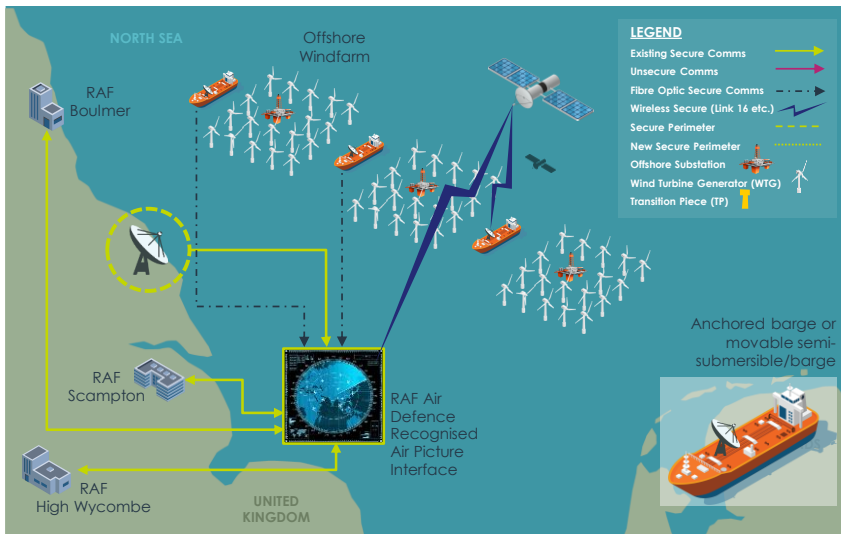 NORTH SEA
Offshore
Windfarm
RAF
Boulmer
LEGEND
Existing Secure Comms
Unsecure Comms
Fibre Optic Secure Comms
Wireless Secure (Link 16 etc.)
Secure Perimeter
New Secure Perimeter
Offshore Substation
Wind Turbine Generator (WTG)
Transition Piece (TP)
Anchored barge or
movable semi-
submersible/barge
RAF
Scampton
RAF Air
Defence
Recognised
Air Picture
Interface
RAF
High Wycombe
UNITED
KINGDOM